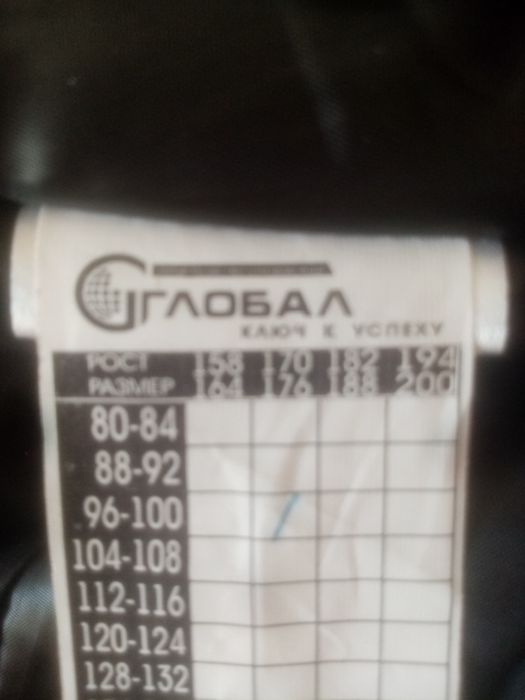 ГЛОБАЛ
КЛЮЧ К УСПЕХУ
РОСТ 158 170 182 194
РАЗМЕР 164 176 188 200
80-84
88-92
96-100
104-108
112-116
120-124
128-132